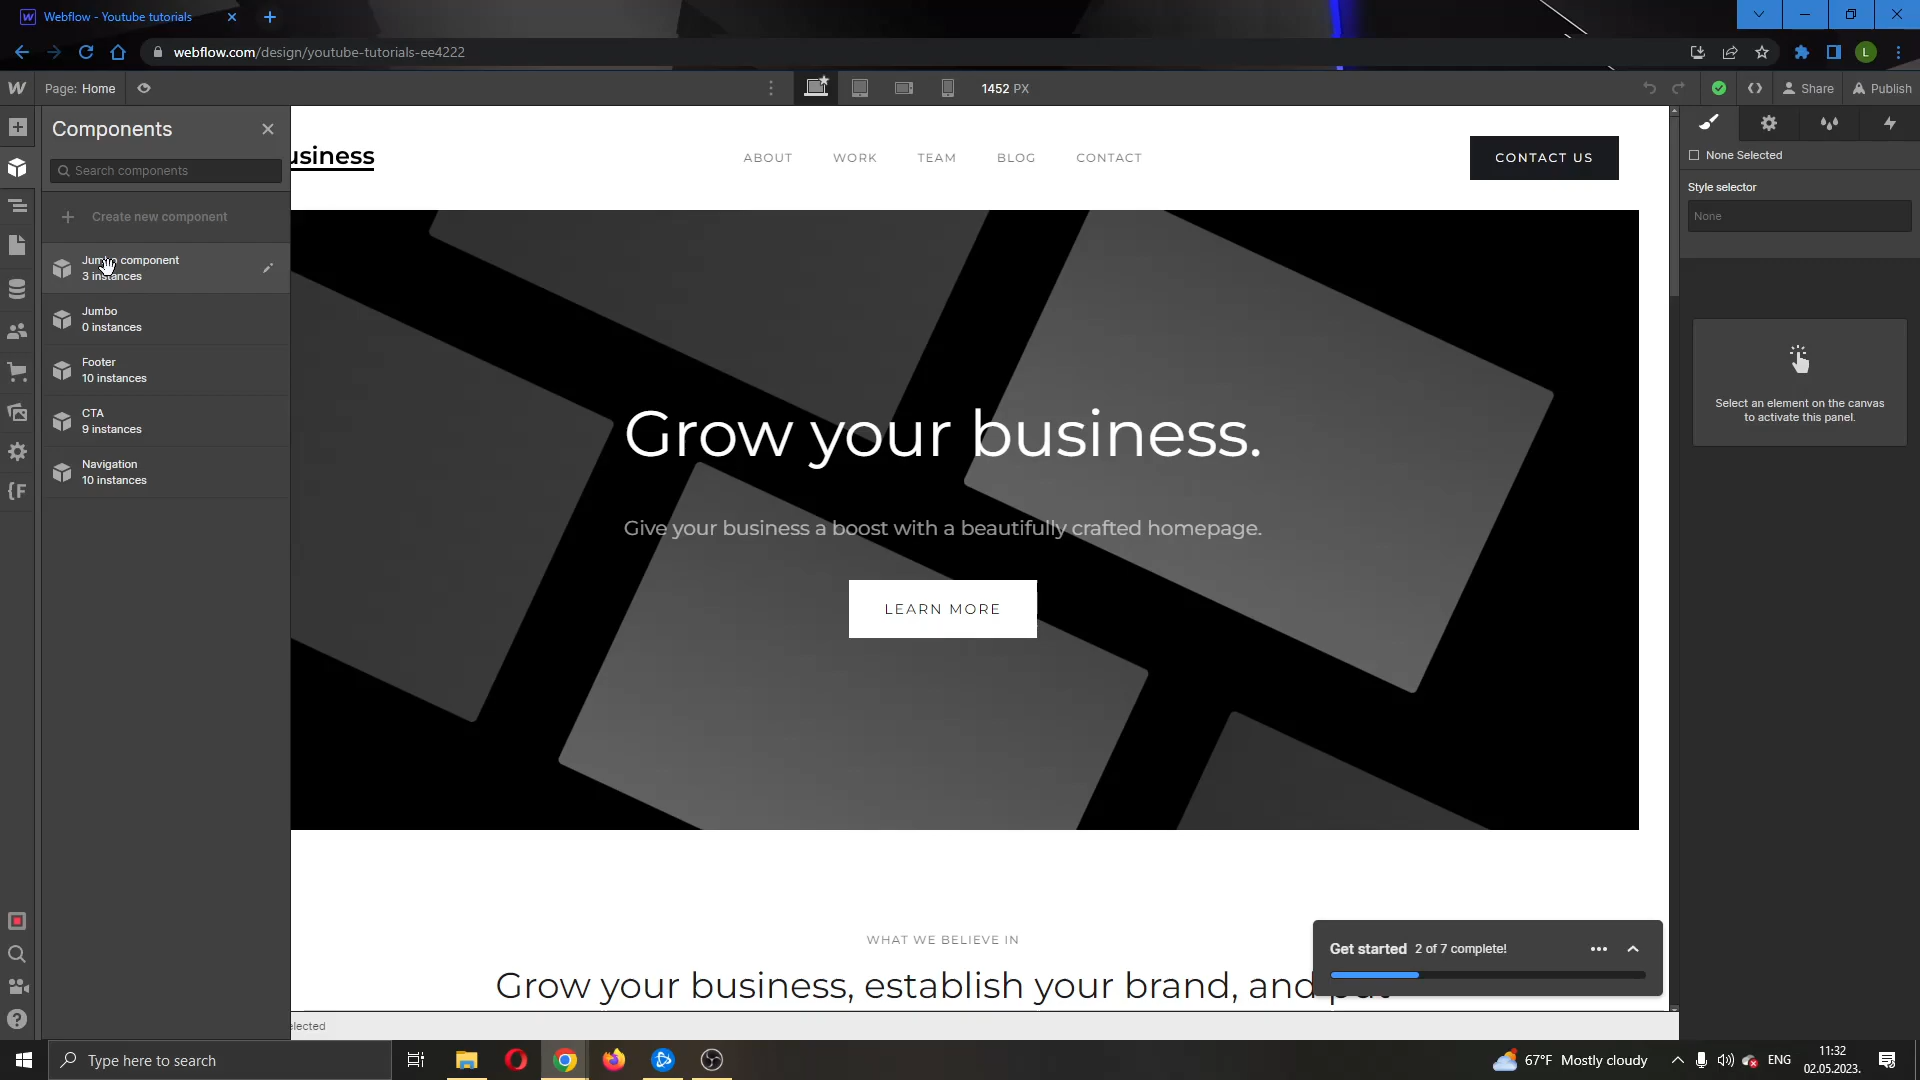 Webflow - Youtube tutorials
webflow.com/design/youtube-tutorials-ee4222
L
Page: Home
1452 PX
Share
Publish
Components
Search components
Create new component
component
3 instances
Jumbo
0 instances
Footer
10 instances
CTA
9 instances
Navigation
10 instances
usiness
ABOUT
WORK
TEAM
BLOG
CONTACT
CONTACT US
Grow your business.
Give your business a boost with a beautifully crafted homepage.
LEARN MORE
WHAT WE BELIEVE IN
Grow your business, establish your brand, and put
None Selected
Style selector
None
Select an element on the canvas
to activate this panel.
Get started 2 of 7 complete!
elected
Type here to search
67°F Mostly cloudy
ENG
11:32
02.05.2023.